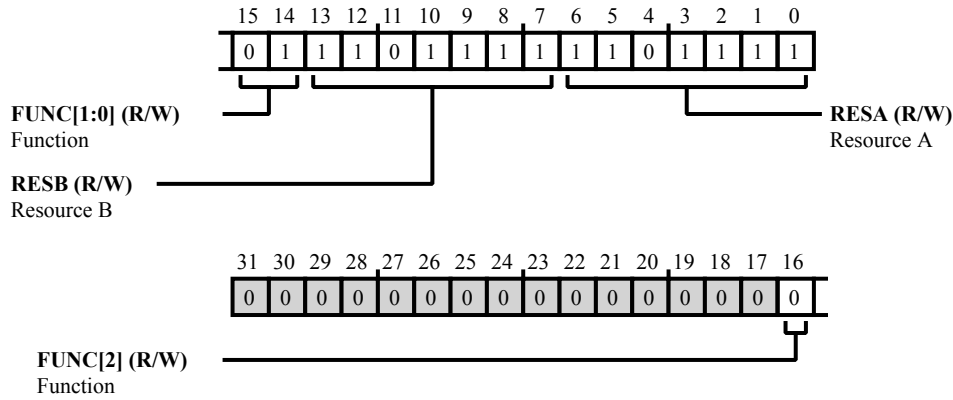 15 14 13 12 11 10 9 8 7 6 5 4 3 2 1 0
0 1 1 1 0 1 1 1 1 1 1 0 1 1 1 1
FUNC[1:0] (R/W)
Function
RESA (R/W)
Resource A
RESB (R/W)
Resource B
31 30 29 28 27 26 25 24 23 22 21 20 19 18 17 16
0 0 0 0 0 0 0 0 0 0 0 0 0 0 0 0
FUNC[2] (R/W)
Function